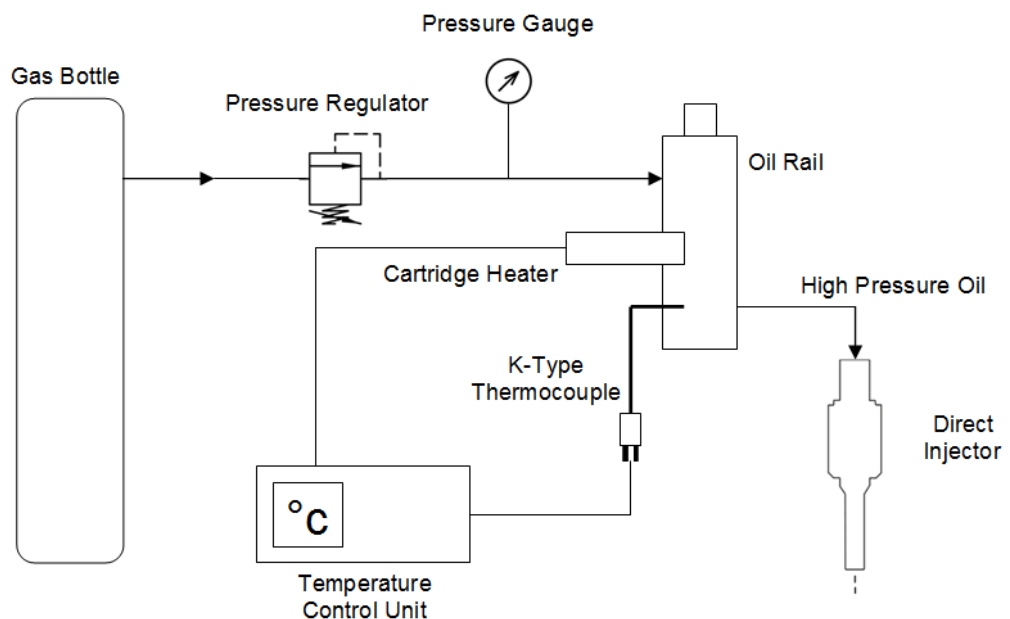 Pressure Gauge
Gas Bottle
Pressure Regulator
Oil Rail
Cartridge Heater
High Pressure Oil
K-Type
Thermocouple
Direct
Injector
°C
Temperature
Control Unit